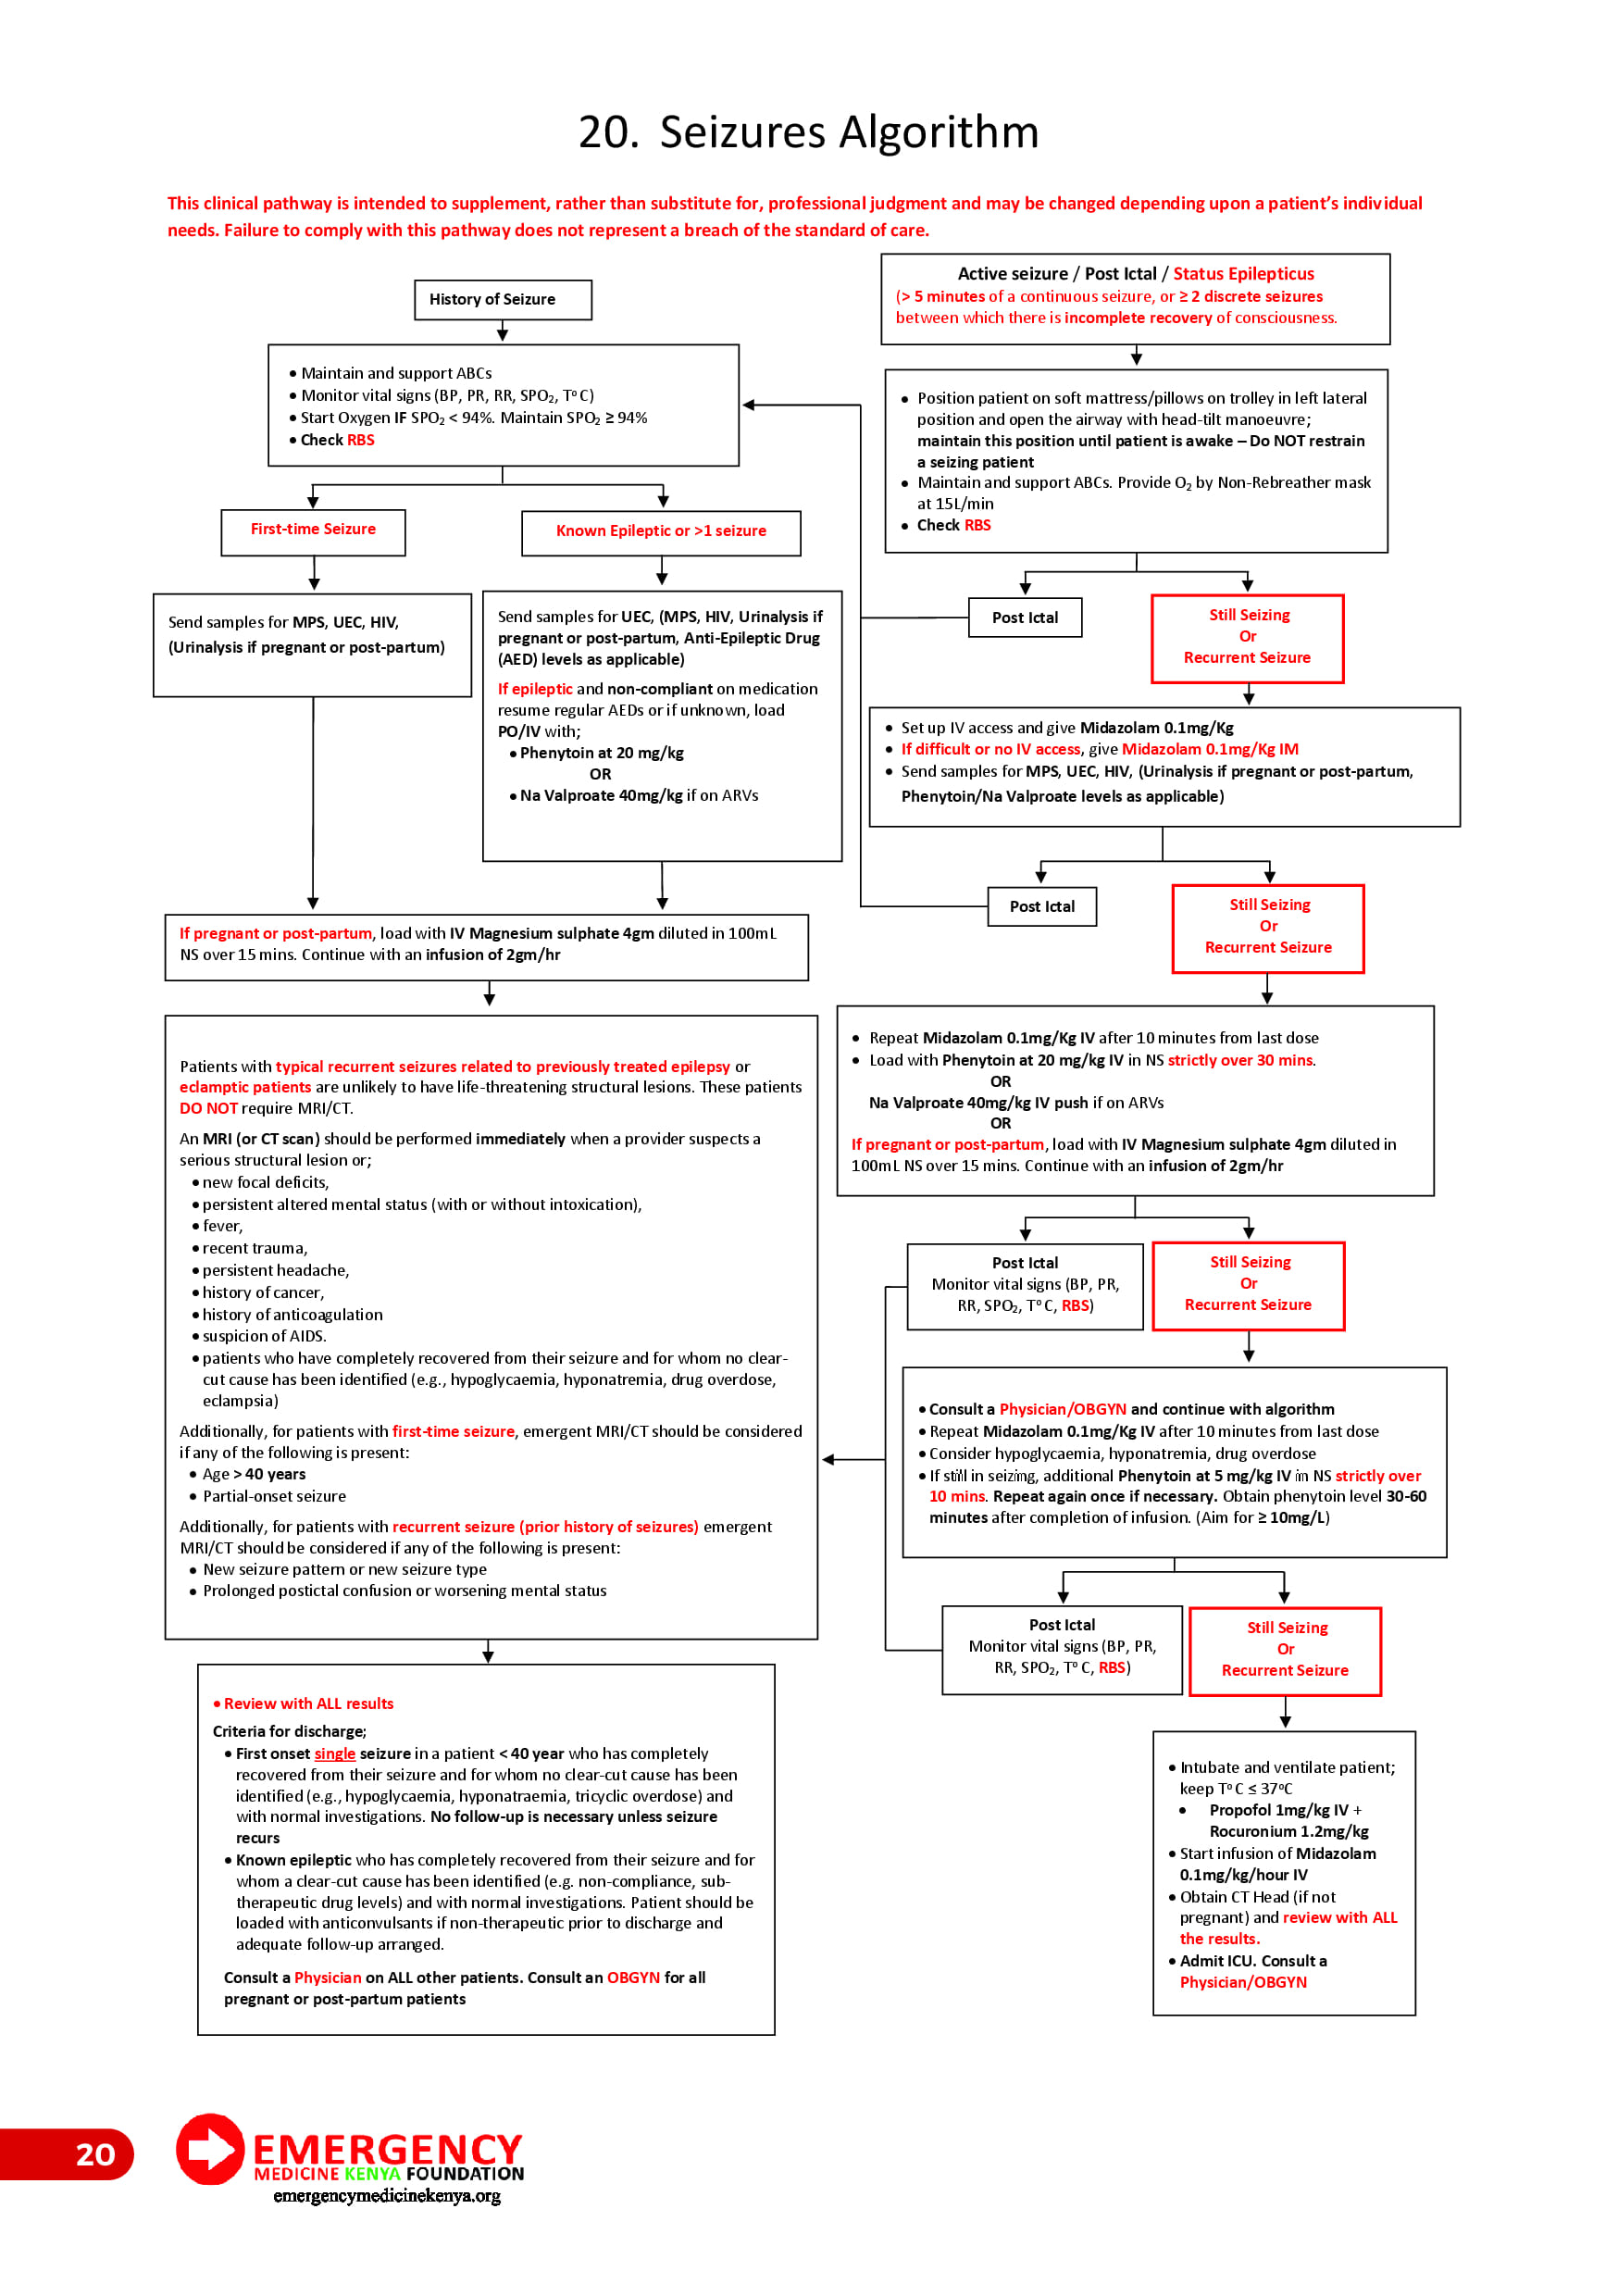 20. Seizures Algorithm
This clinical pathway is intended to supplement, rather than substitute for, professional judgment and may be changed depending upon a patient's individual
needs. Failure to comply with this pathway does not represent a breach of the standard of care.
History of Seizure
• Maintain and support ABCs
• Monitor vital signs (BP, PR, RR, SPO₂, Tº C)
• Start Oxygen IF SPO₂ < 94%. Maintain SPO₂ ≥ 94%
• Check RBS
First-time Seizure
Known Epileptic or >1 seizure
Send samples for MPS, UEC, HIV,
(Urinalysis if pregnant or post-partum)
Send samples for UEC, (MPS, HIV, Urinalysis if
pregnant or post-partum, Anti-Epileptic Drug
(AED) levels as applicable)
If epileptic and non-compliant on medication
resume regular AEDs or if unknown, load
PO/IV with;
• Phenytoin at 20 mg/kg
OR
• Na Valproate 40mg/kg if on ARVs
If pregnant or post-partum, load with IV Magnesium sulphate 4gm diluted in 100mL
NS over 15 mins. Continue with an infusion of 2gm/hr
Patients with typical recurrent seizures related to previously treated epilepsy or
eclamptic patients are unlikely to have life-threatening structural lesions. These patients
DO NOT require MRI/CT.
An MRI (or CT scan) should be performed immediately when a provider suspects a
serious structural lesion or;
• new focal deficits,
• persistent altered mental status (with or without intoxication),
• fever,
• recent trauma,
• persistent headache,
• history of cancer,
• history of anticoagulation
• suspicion of AIDS.
• patients who have completely recovered from their seizure and for whom no clear-
cut cause has been identified (e.g., hypoglycaemia, hyponatremia, drug overdose,
eclampsia)
Additionally, for patients with first-time seizure, emergent MRI/CT should be considered
if any of the following is present:
• Age > 40 years
• Partial-onset seizure
Additionally, for patients with recurrent seizure (prior history of seizures) emergent
MRI/CT should be considered if any of the following is present:
• New seizure pattern or new seizure type
• Prolonged postictal confusion or worsening mental status
• Review with ALL results
Criteria for discharge;
• First onset single seizure in a patient < 40 year who has completely
recovered from their seizure and for whom no clear-cut cause has been
identified (e.g., hypoglycaemia, hyponatraemia, tricyclic overdose) and
with normal investigations. No follow-up is necessary unless seizure
recurs
• Known epileptic who has completely recovered from their seizure and for
whom a clear-cut cause has been identified (e.g. non-compliance, sub-
therapeutic drug levels) and with normal investigations. Patient should be
loaded with anticonvulsants if non-therapeutic prior to discharge and
adequate follow-up arranged.
Consult a Physician on ALL other patients. Consult an OBGYN for all
pregnant or post-partum patients
Active seizure / Post Ictal / Status Epilepticus
(> 5 minutes of a continuous seizure, or ≥ 2 discrete seizures
between which there is incomplete recovery of consciousness.
• Position patient on soft mattress/pillows on trolley in left lateral
position and open the airway with head-tilt manoeuvre;
maintain this position until patient is awake – Do NOT restrain
a seizing patient
• Maintain and support ABCs. Provide O₂ by Non-Rebreather mask
at 15L/min
• Check RBS
Post Ictal
Still Seizing
Or
Recurrent Seizure
• Set up IV access and give Midazolam 0.1mg/Kg
• If difficult or no IV access, give Midazolam 0.1mg/Kg IM
• Send samples for MPS, UEC, HIV, (Urinalysis if pregnant or post-partum,
Phenytoin/Na Valproate levels as applicable)
Post Ictal
Still Seizing
Or
Recurrent Seizure
• Repeat Midazolam 0.1mg/Kg IV after 10 minutes from last dose
• Load with Phenytoin at 20 mg/kg IV in NS strictly over 30 mins.
OR
Na Valproate 40mg/kg IV push if on ARVs
OR
If pregnant or post-partum, load with IV Magnesium sulphate 4gm diluted in
100mL NS over 15 mins. Continue with an infusion of 2gm/hr
Post Ictal
Monitor vital signs (BP, PR,
RR, SPO₂, Tº C, RBS)
Still Seizing
Or
Recurrent Seizure
• Consult a Physician/OBGYN and continue with algorithm
• Repeat Midazolam 0.1mg/Kg IV after 10 minutes from last dose
• Consider hypoglycaemia, hyponatremia, drug overdose
• If still in seizing, additional Phenytoin at 5 mg/kg IV in NS strictly over
10 mins. Repeat again once if necessary. Obtain phenytoin level 30-60
minutes after completion of infusion. (Aim for ≥ 10mg/L)
Post Ictal
Monitor vital signs (BP, PR,
RR, SPO₂, Tº C, RBS)
Still Seizing
Or
Recurrent Seizure
• Intubate and ventilate patient;
keep Tº C ≤ 37ºC
• Propofol 1mg/kg IV +
Rocuronium 1.2mg/kg
• Start infusion of Midazolam
0.1mg/kg/hour IV
• Obtain CT Head (if not
pregnant) and review with ALL
the results.
• Admit ICU. Consult a
Physician/OBGYN
20
EMERGENCY
MEDICINE KENYA FOUNDATION
emergencymedicinekenya.org